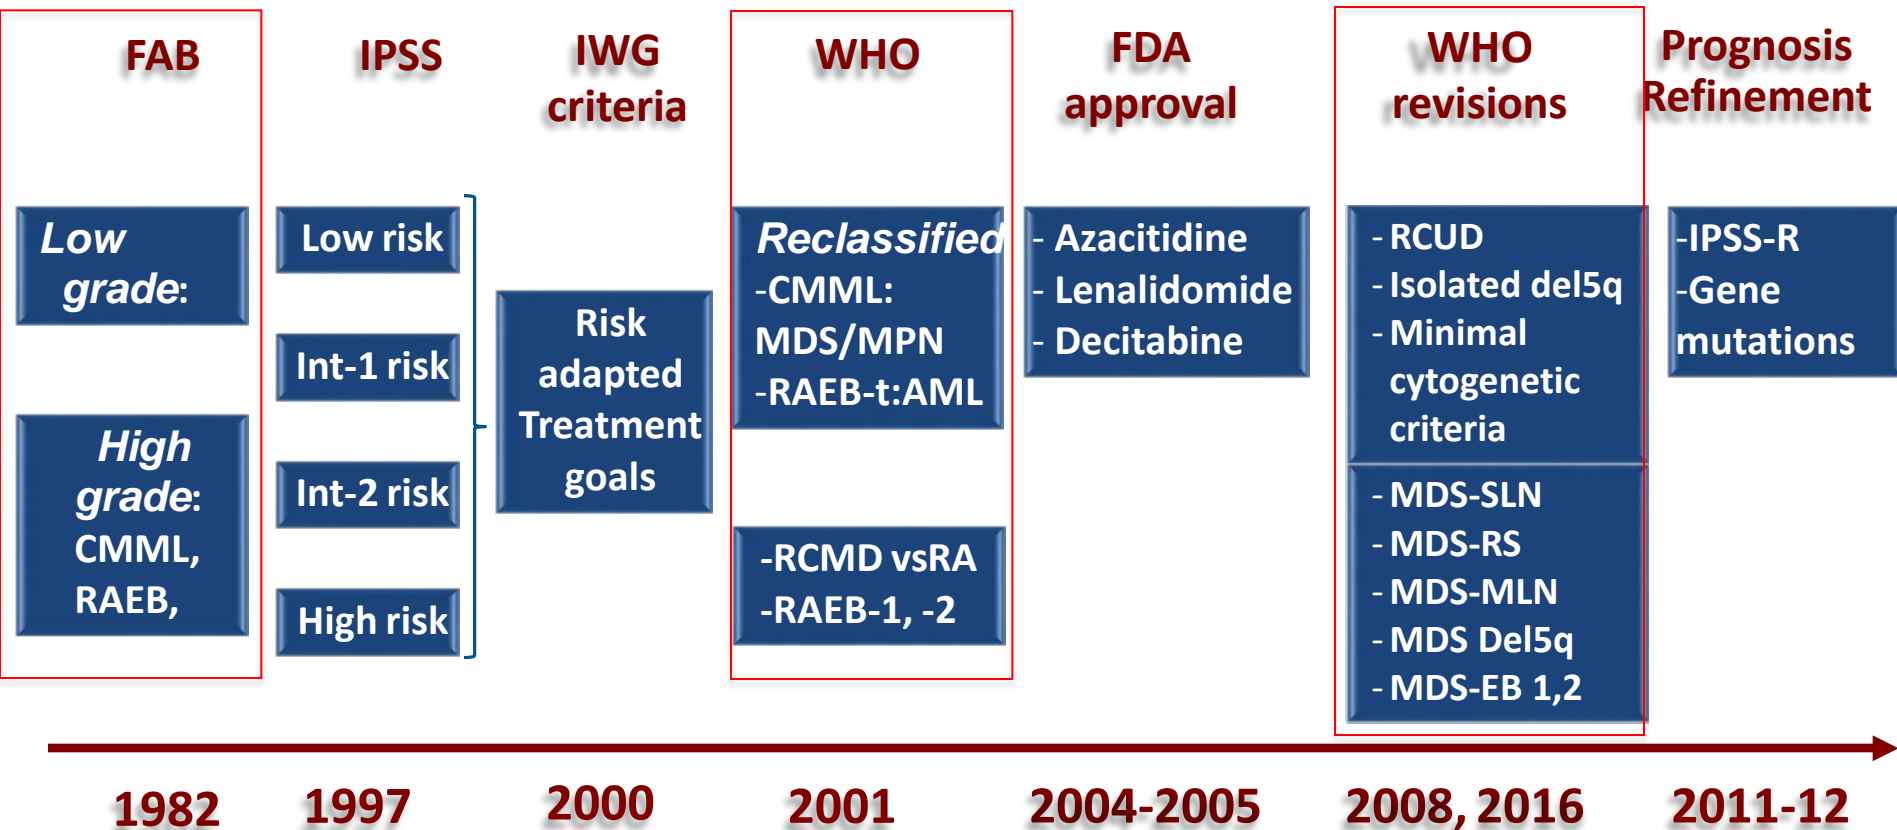 FAB
Low
grade:
High
grade:
CMML,
RAEB,
1982
IPSS
Low risk
Int-1 risk
Int-2 risk
High risk
1997
IWG
criteria
Risk
adapted
Treatment
goals
2000
WHO
Reclassified
-CMML:
MDS/MPN
-RAEB-t:AML
-RCMD vsRA
-RAEB-1, -2
2001
FDA
approval
- Azacitidine
- Lenalidomide
- Decitabine
2004-2005
WHO
revisions
- RCUD
- Isolated del5q
- Minimal
cytogenetic
criteria
- MDS-SLN
- MDS-RS
- MDS-MLN
- MDS Del5q
- MDS-EB 1,2
2008, 2016
Prognosis
Refinement
-IPSS-R
-Gene
mutations
2011-12